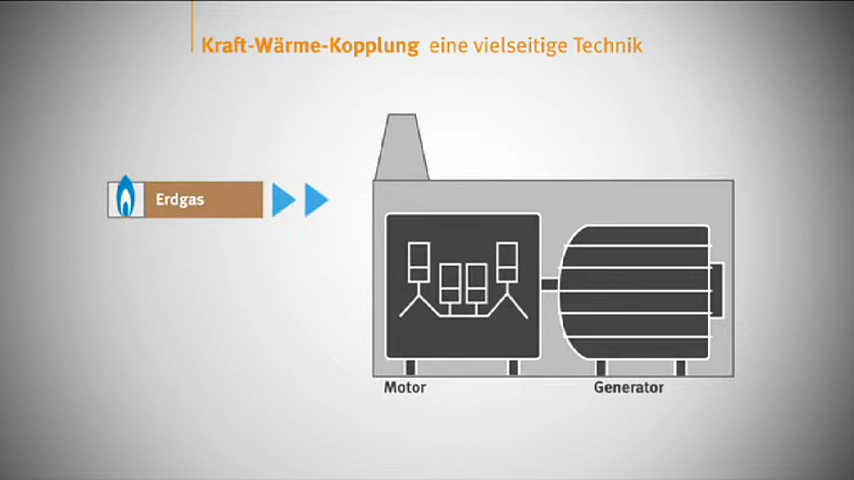 Kraft-Wärme-Kopplung eine vielseitige Technik
Erdgas
Motor
Generator